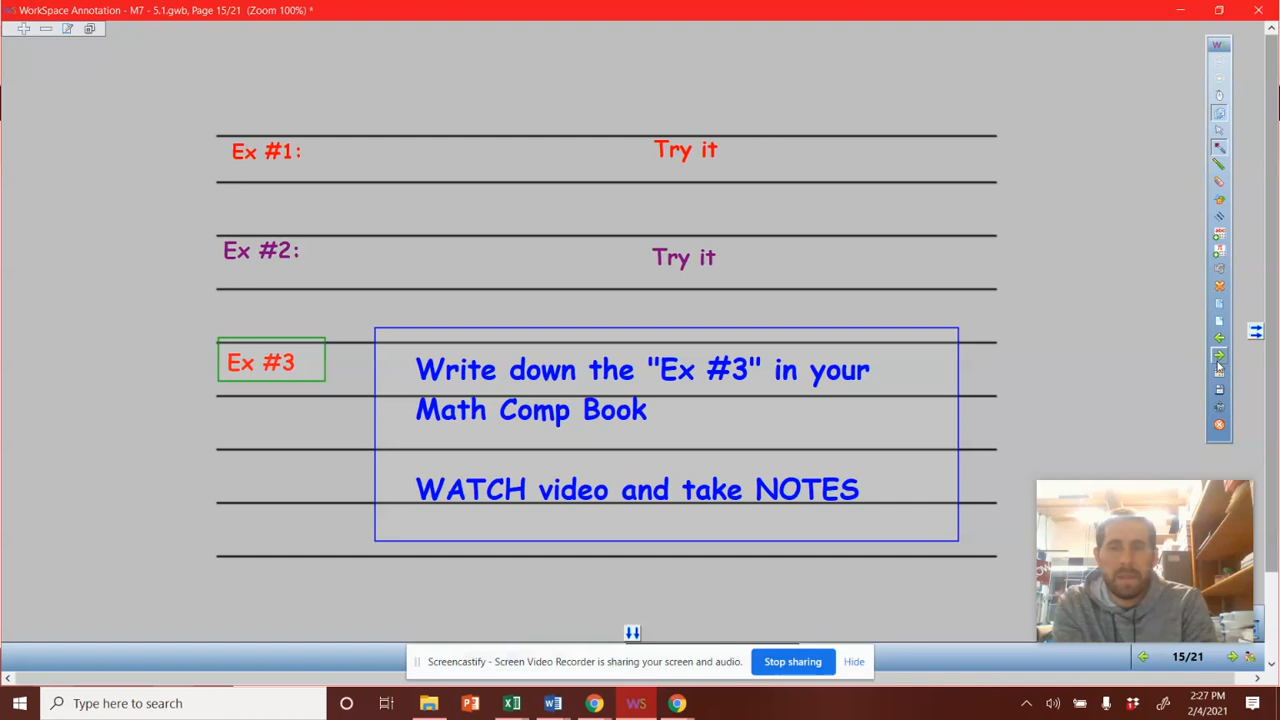 WorkSpace Annotation - M7 - 5.1.gwb, Page 15/21 (Zoom 100%) *
Ex #1: Try it
Ex #2: Try it
Ex #3
Write down the "Ex #3" in your
Math Comp Book
WATCH video and take NOTES
Screencastify - Screen Video Recorder is sharing your screen and audio. Stop sharing Hide
15/21
Type here to search
2:27 PM
2/4/2021